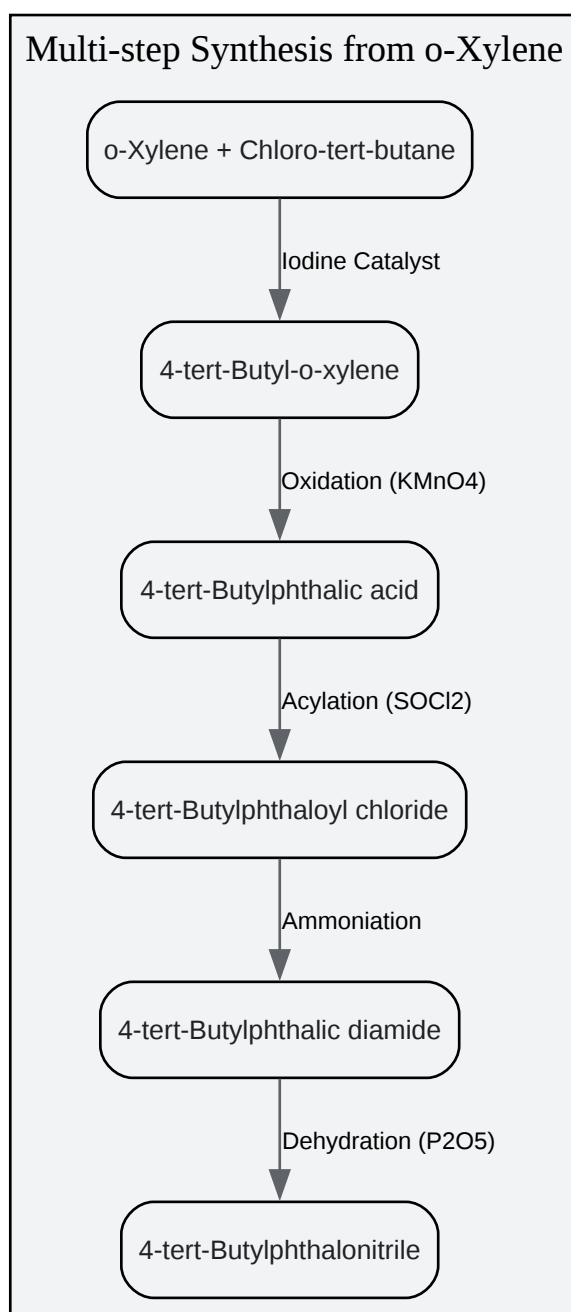 Multi-step Synthesis from o-Xylene
o-Xylene + Chloro-tert-butane
Iodine Catalyst
4-tert-Butyl-o-xylene
Oxidation (KMnO4)
4-tert-Butylphthalic acid
Acylation (SOCl2)
4-tert-Butylphthaloyl chloride
Ammoniation
4-tert-Butylphthalic diamide
Dehydration (P2O5)
4-tert-Butylphthalonitrile